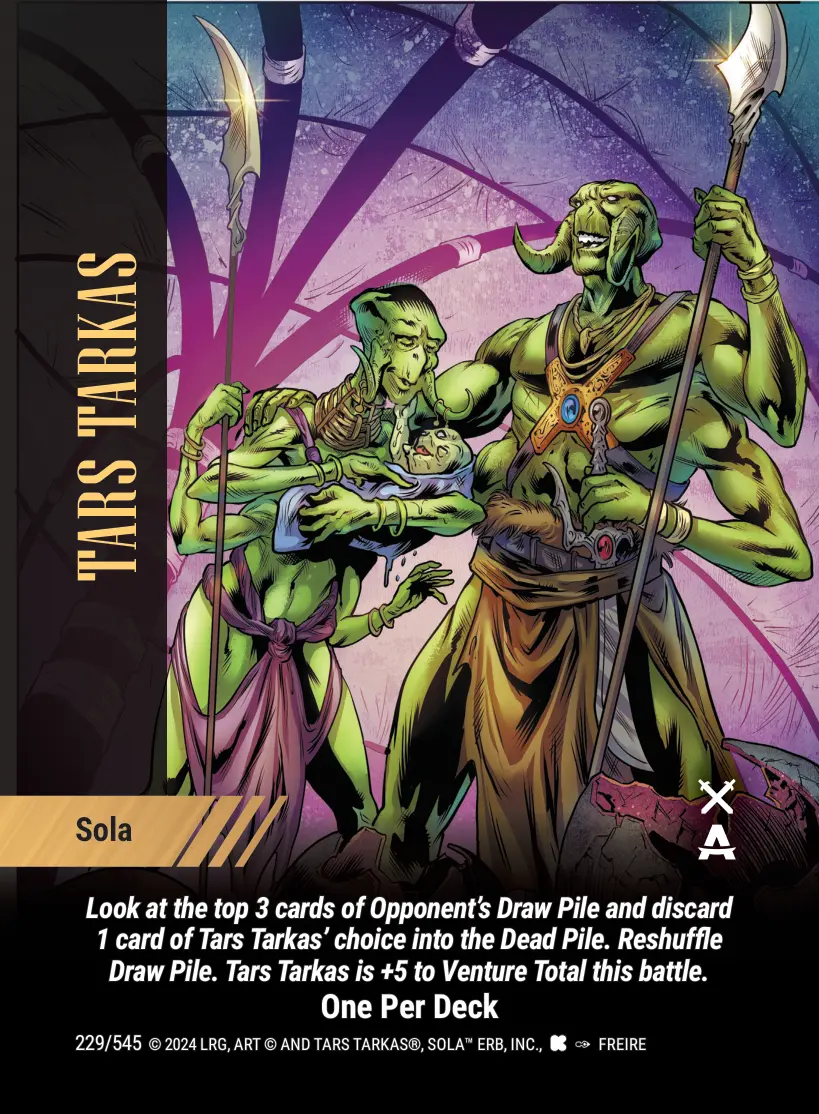 TARS TARKAS
Sola
Look at the top 3 cards of Opponent's Draw Pile and discard
1 card of Tars Tarkas' choice into the Dead Pile. Reshuffle
Draw Pile. Tars Tarkas is +5 to Venture Total this battle.
One Per Deck
229/545 © 2024 LRG, ART © AND TARS TARKAS®, SOLA™ ERB, INC., FREIRE